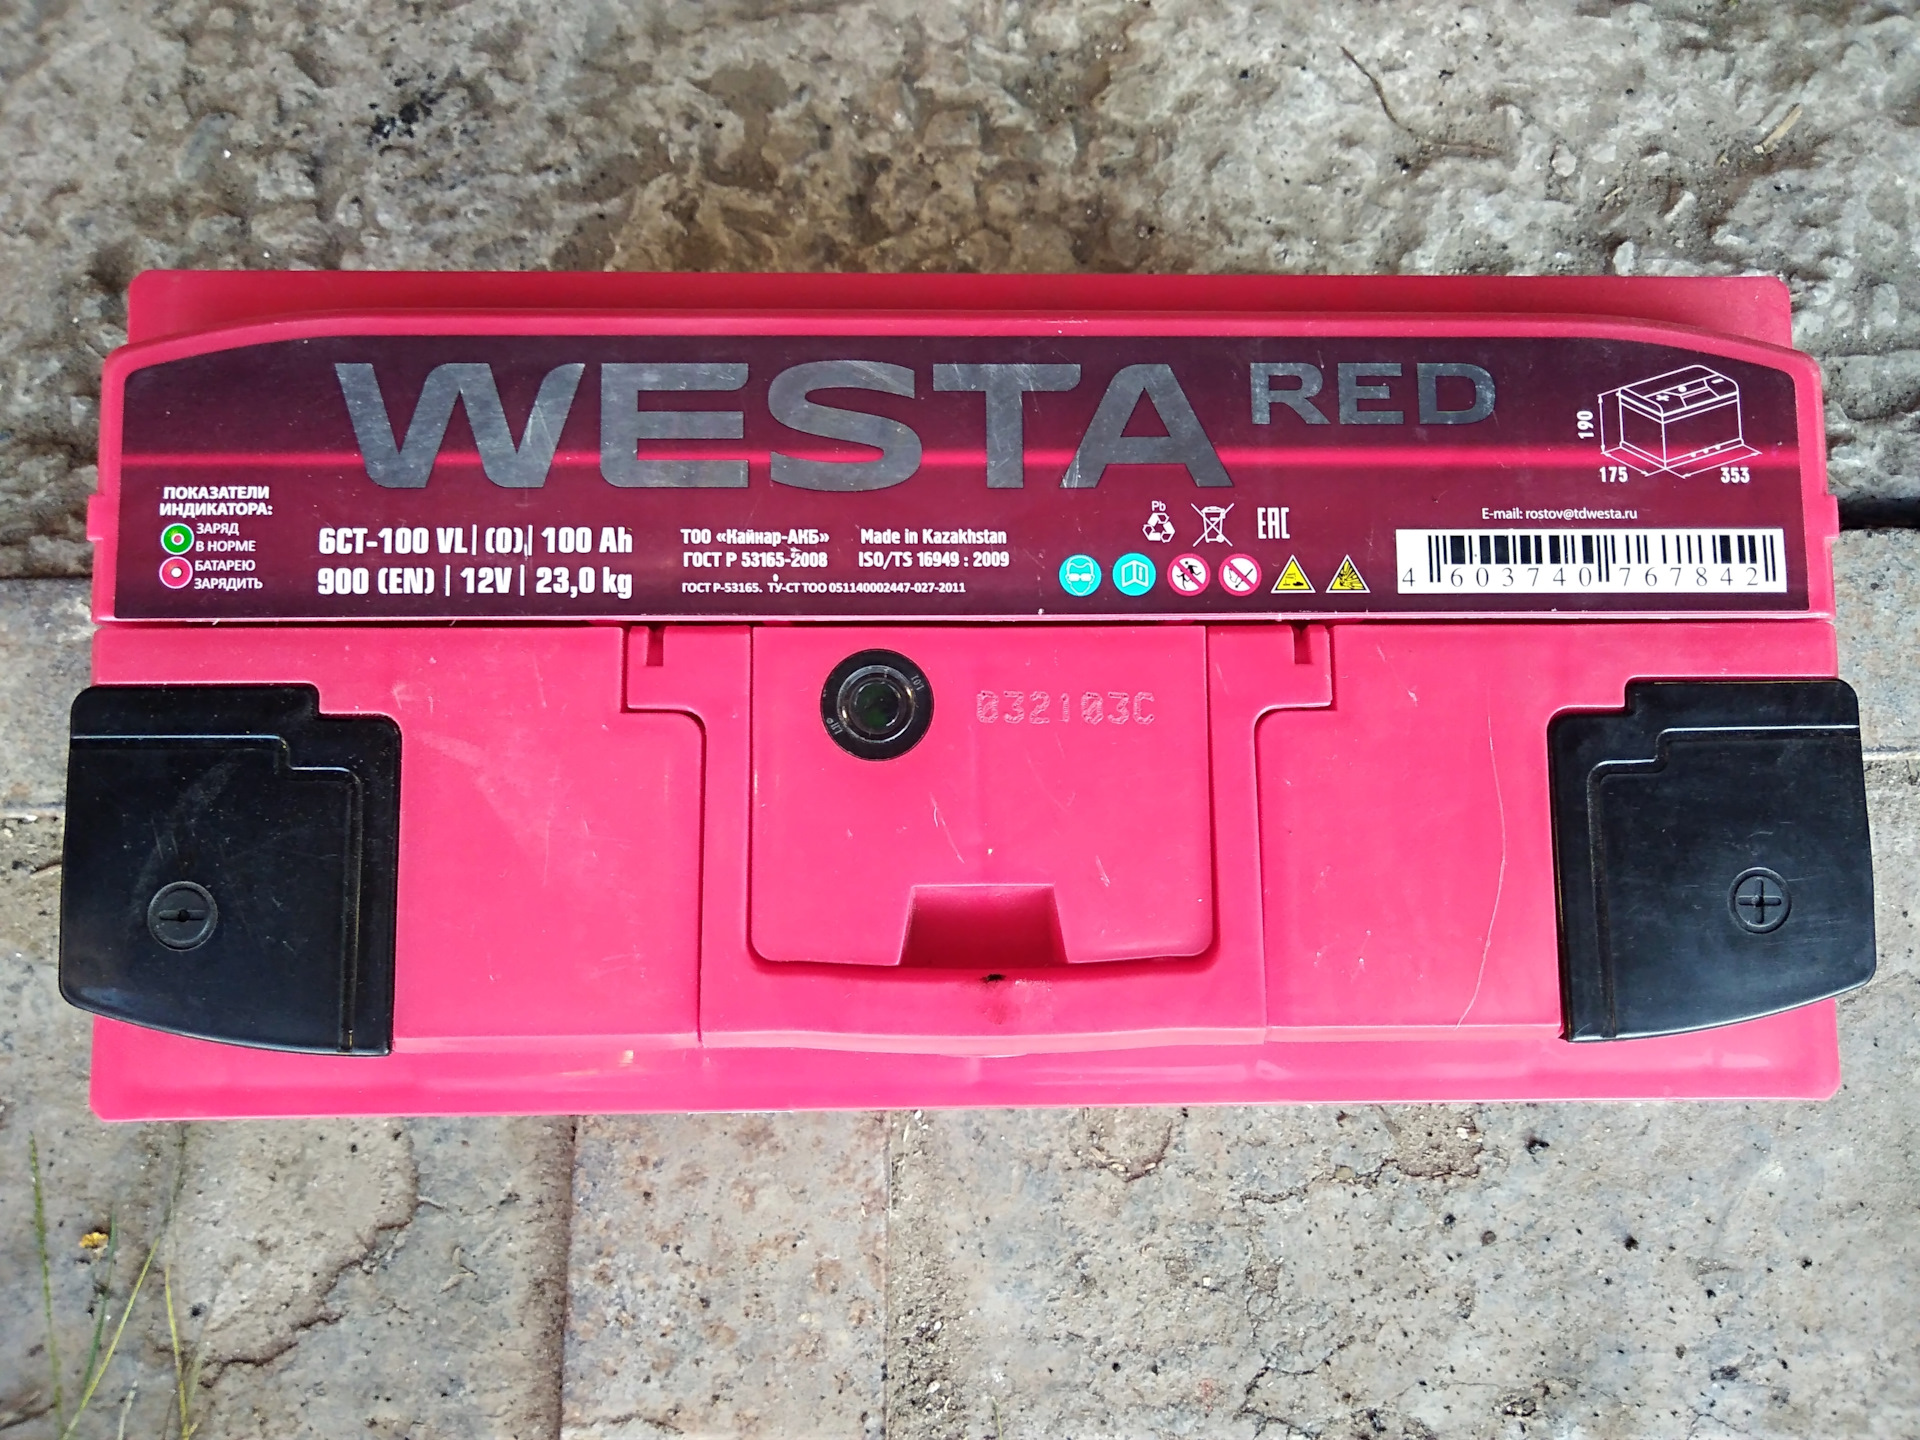 WESTA RED
190
175
353
ПОКАЗАТЕЛИ
ИНДИКАТОРА:
ЗАРЯД
В НОРМЕ
БАТАРЕЮ
ЗАРЯДИТЬ
6СТ-100 VL | (0) | 100 Ah
900 (EN) | 12V | 23,0 kg
ТОО «Кайнар-АКБ»
ГОСТ Р 53165-2008
Made in Kazakhstan
ISO/TS 16949 : 2009
ГОСТ Р-53165. ТУ-СТ ТОО 051140002447-027-2011
Pb
EAC
E-mail: rostov@tdwesta.ru
4 603740 767842
032103C